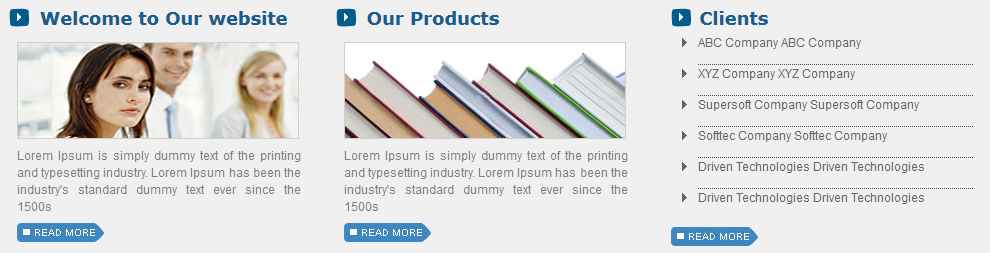 Welcome to Our website
Lorem Ipsum is simply dummy text of the printing
and typesetting industry. Lorem Ipsum has been the
industry's standard dummy text ever since the
1500s
READ MORE
Our Products
Lorem Ipsum is simply dummy text of the printing
and typesetting industry. Lorem Ipsum has been the
industry's standard dummy text ever since the
1500s
READ MORE
Clients
ABC Company ABC Company
XYZ Company XYZ Company
Supersoft Company Supersoft Company
Softtec Company Softtec Company
Driven Technologies Driven Technologies
Driven Technologies Driven Technologies
READ MORE